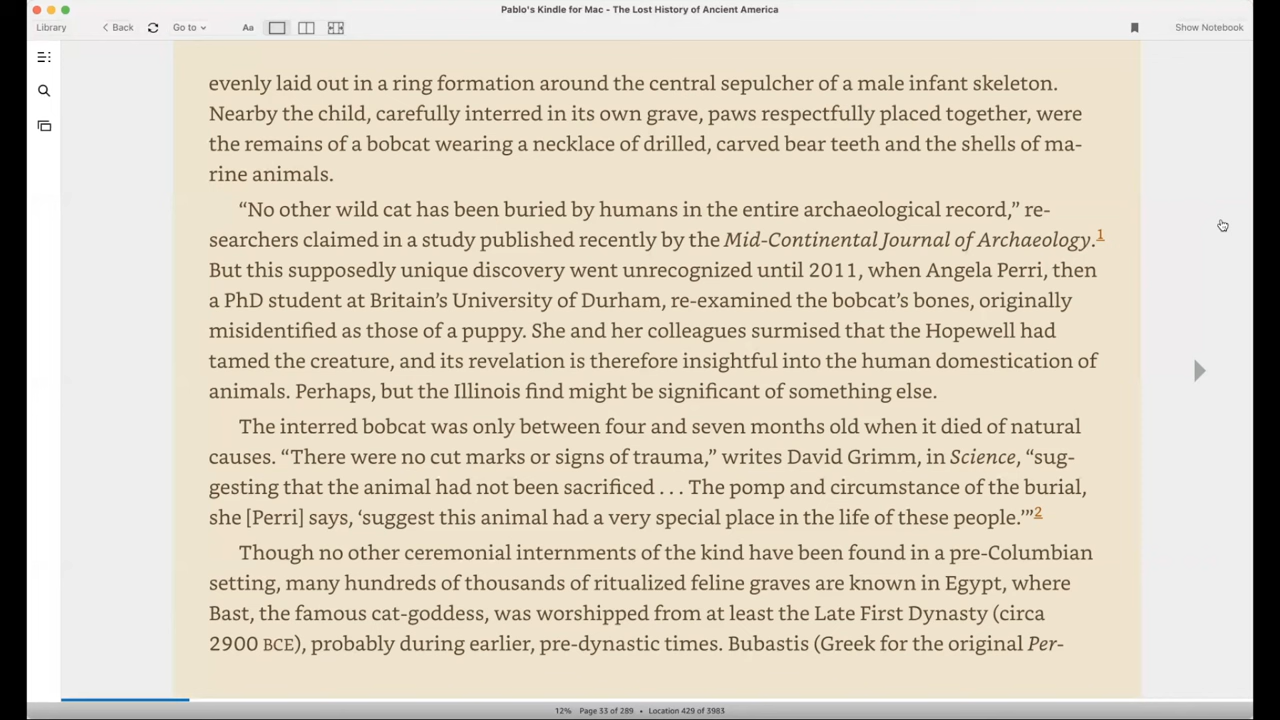 Pablo's Kindle for Mac - The Lost History of Ancient America
Library
Back
Go to
Aa
Show Notebook
evenly laid out in a ring formation around the central sepulcher of a male infant skeleton.
Nearby the child, carefully interred in its own grave, paws respectfully placed together, were
the remains of a bobcat wearing a necklace of drilled, carved bear teeth and the shells of ma-
rine animals.
“No other wild cat has been buried by humans in the entire archaeological record,” re-
searchers claimed in a study published recently by the Mid-Continental Journal of Archaeology.1
But this supposedly unique discovery went unrecognized until 2011, when Angela Perri, then
a PhD student at Britain’s University of Durham, re-examined the bobcat’s bones, originally
misidentified as those of a puppy. She and her colleagues surmised that the Hopewell had
tamed the creature, and its revelation is therefore insightful into the human domestication of
animals. Perhaps, but the Illinois find might be significant of something else.
The interred bobcat was only between four and seven months old when it died of natural
causes. “There were no cut marks or signs of trauma,” writes David Grimm, in Science, “sug-
gesting that the animal had not been sacrificed . . . The pomp and circumstance of the burial,
she [Perri] says, ‘suggest this animal had a very special place in the life of these people.’”2
Though no other ceremonial internments of the kind have been found in a pre-Columbian
setting, many hundreds of thousands of ritualized feline graves are known in Egypt, where
Bast, the famous cat-goddess, was worshipped from at least the Late First Dynasty (circa
2900 BCE), probably during earlier, pre-dynastic times. Bubastis (Greek for the original Per-
12% Page 33 of 289 • Location 429 of 3983